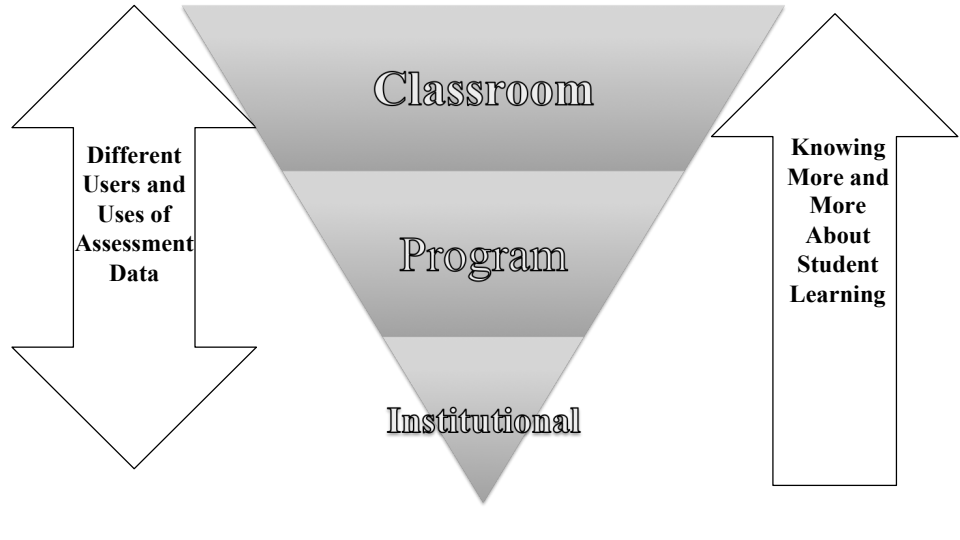 Different
Users and
Uses of
Assessment
Data
Classroom
Program
Institutional
Knowing
More and
More
About
Student
Learning